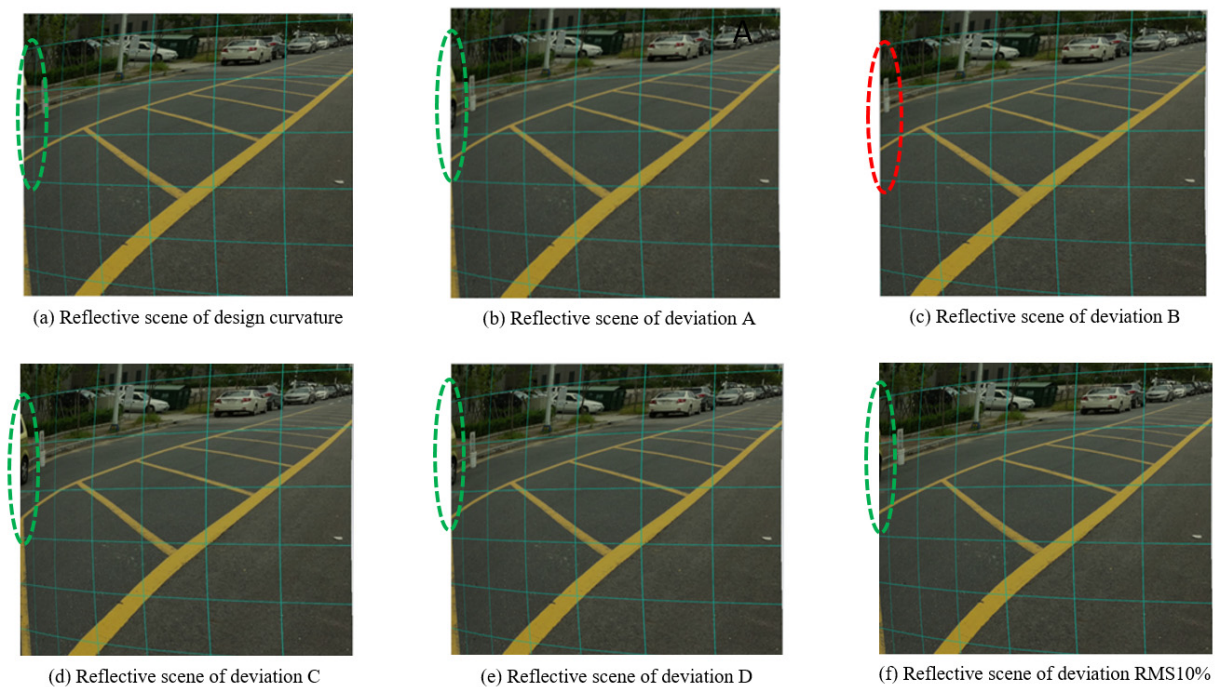 A
(a) Reflective scene of design curvature
(b) Reflective scene of deviation A
(c) Reflective scene of deviation B
(d) Reflective scene of deviation C
(e) Reflective scene of deviation D
(f) Reflective scene of deviation RMS10%